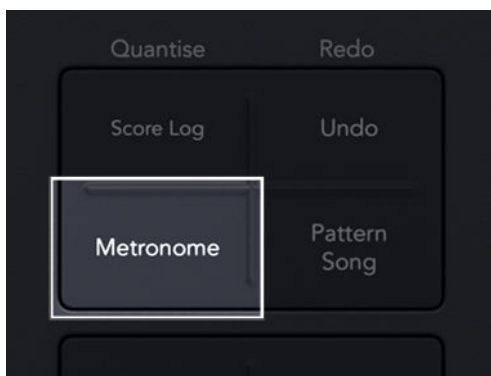 Quantise Redo
Score Log Undo
Metronome
Pattern
Song